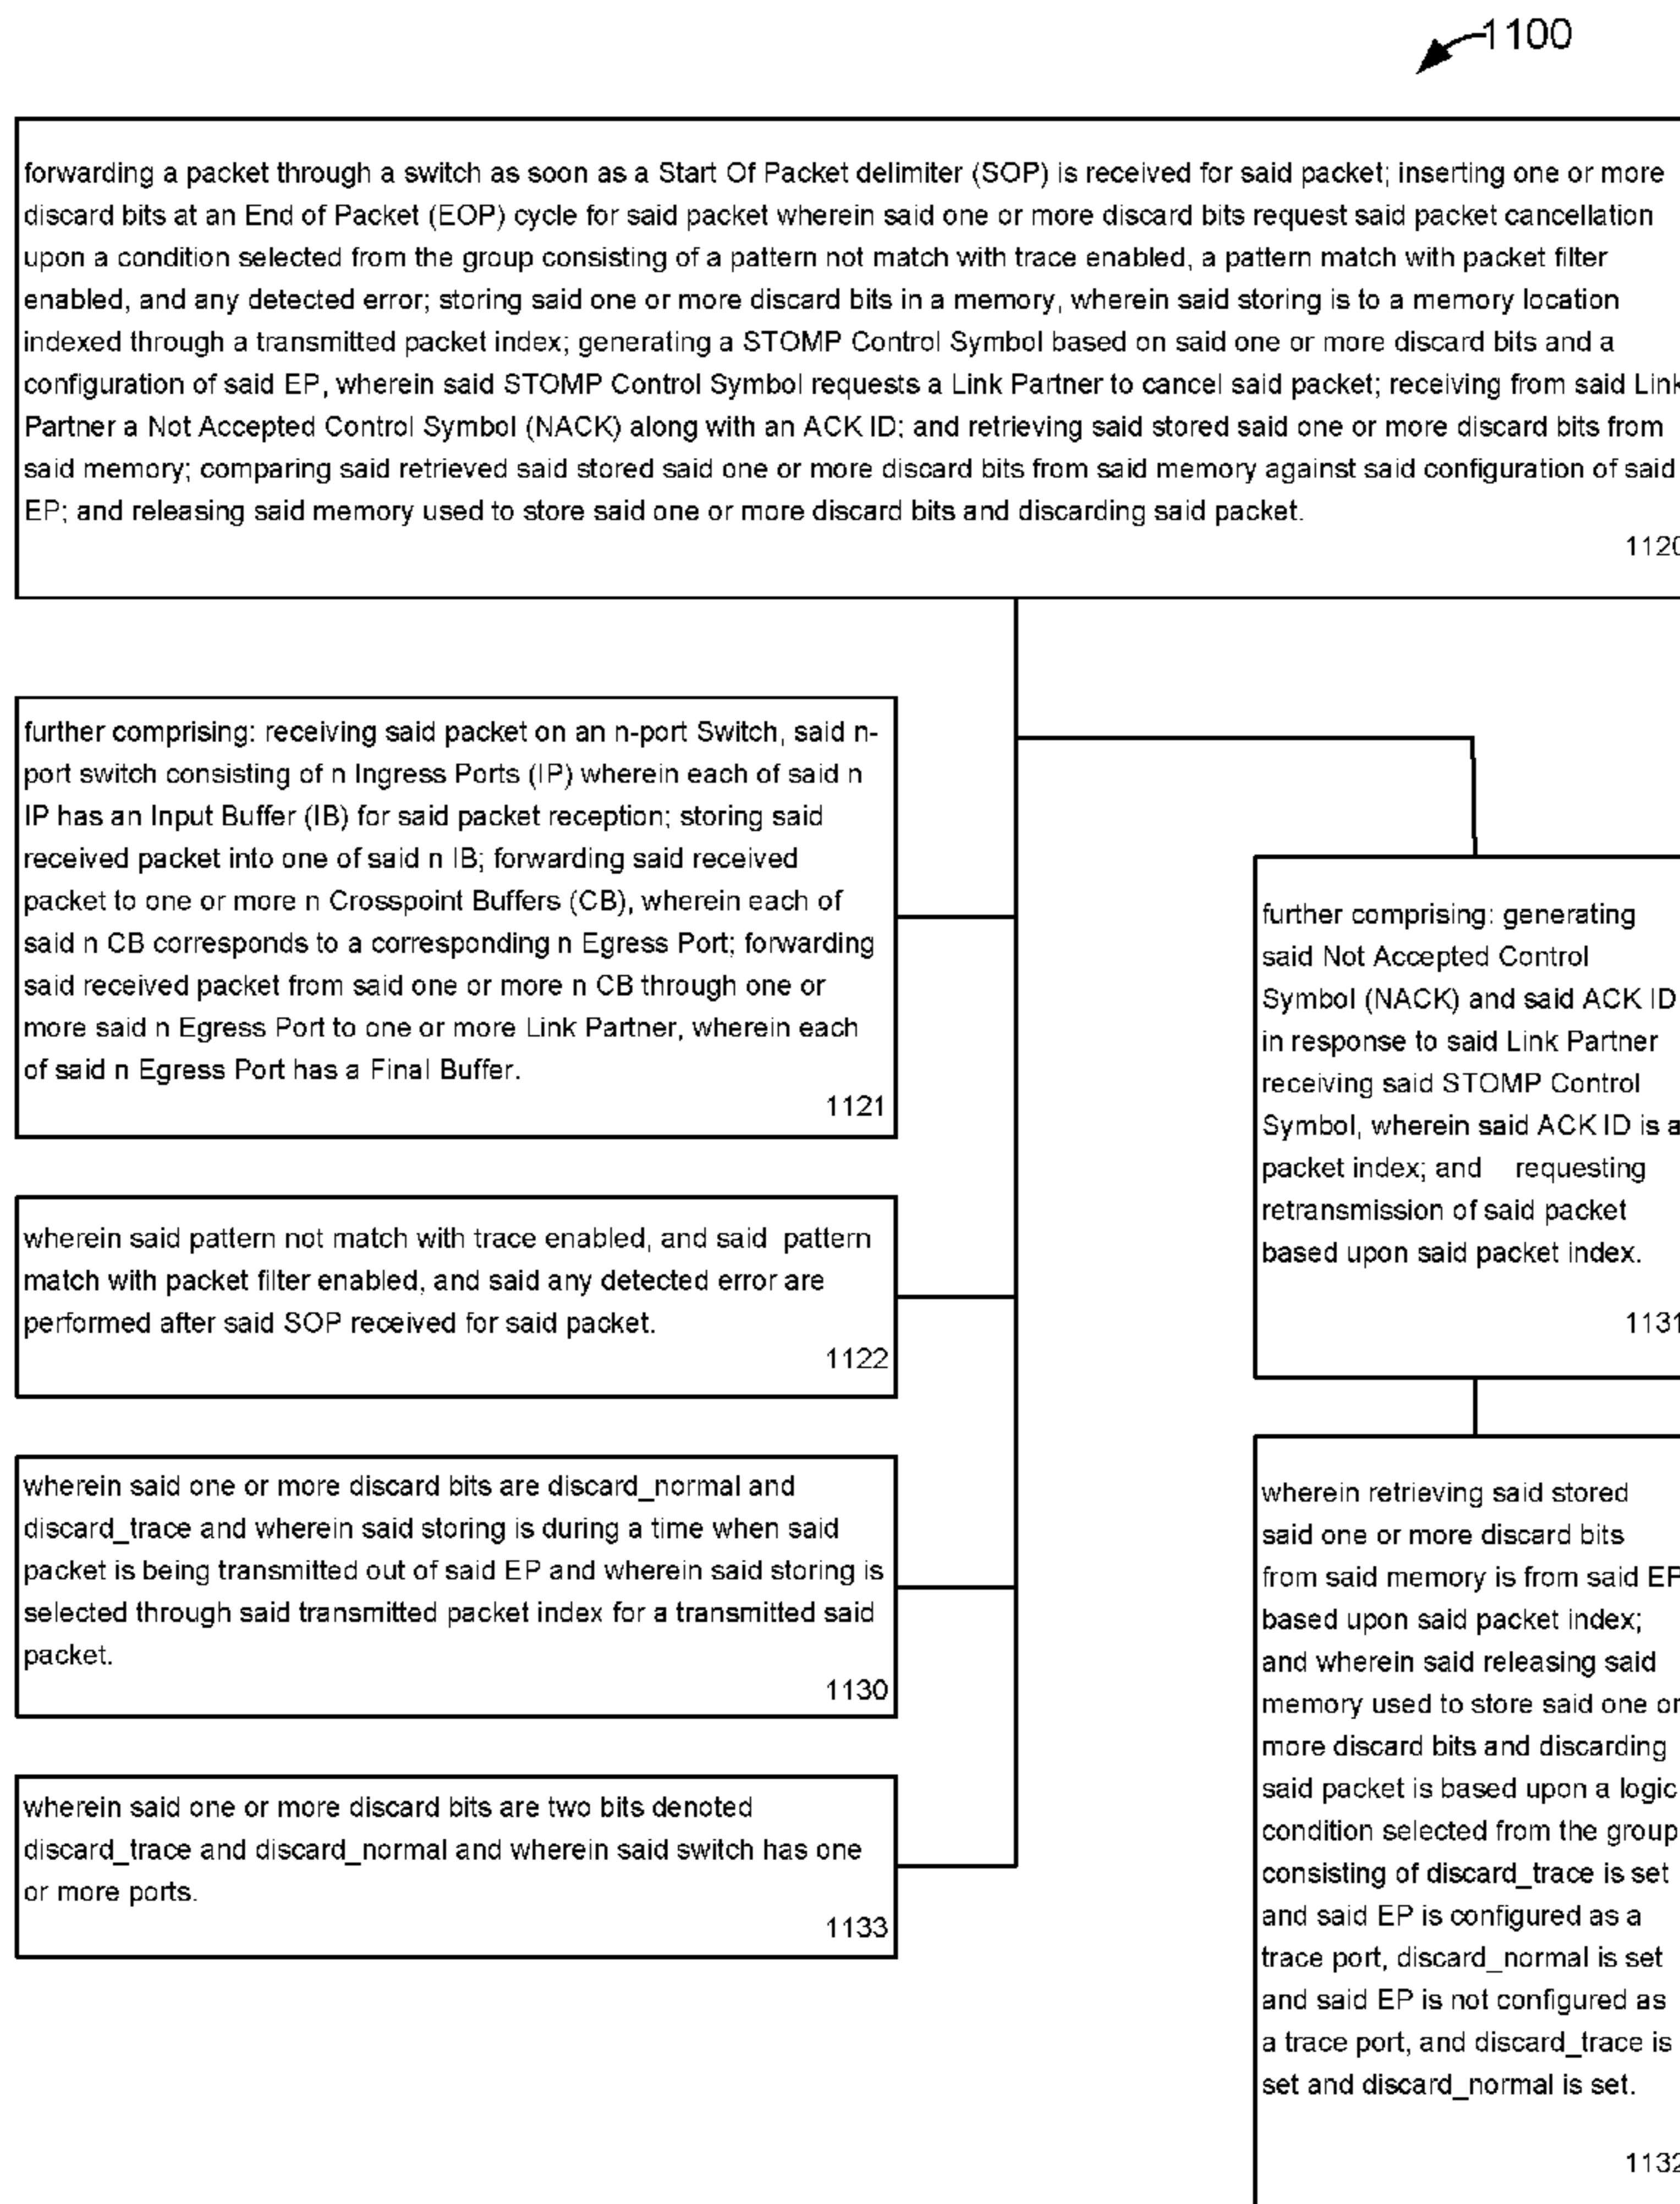 1100
forwarding a packet through a switch as soon as a Start Of Packet delimiter (SOP) is received for said packet; inserting one or more
discard bits at an End of Packet (EOP) cycle for said packet wherein said one or more discard bits request said packet cancellation
upon a condition selected from the group consisting of a pattern not match with trace enabled, a pattern match with packet filter
enabled, and any detected error; storing said one or more discard bits in a memory, wherein said storing is to a memory location
indexed through a transmitted packet index; generating a STOMP Control Symbol based on said one or more discard bits and a
configuration of said EP, wherein said STOMP Control Symbol requests a Link Partner to cancel said packet; receiving from said Link
Partner a Not Accepted Control Symbol (NACK) along with an ACK ID; and retrieving said stored said one or more discard bits from
said memory; comparing said retrieved said stored said one or more discard bits from said memory against said configuration of said
EP; and releasing said memory used to store said one or more discard bits and discarding said packet.
1120
further comprising: receiving said packet on an n-port Switch, said n-
port switch consisting of n Ingress Ports (IP) wherein each of said n
IP has an Input Buffer (IB) for said packet reception; storing said
received packet into one of said n IB; forwarding said received
packet to one or more n Crosspoint Buffers (CB), wherein each of
said n CB corresponds to a corresponding n Egress Port; forwarding
said received packet from said one or more n CB through one or
more said n Egress Port to one or more Link Partner, wherein each
of said n Egress Port has a Final Buffer.
1121
wherein said pattern not match with trace enabled, and said pattern
match with packet filter enabled, and said any detected error are
performed after said SOP received for said packet.
1122
wherein said one or more discard bits are discard_normal and
discard_trace and wherein said storing is during a time when said
packet is being transmitted out of said EP and wherein said storing is
selected through said transmitted packet index for a transmitted said
packet.
1130
wherein said one or more discard bits are two bits denoted
discard_trace and discard_normal and wherein said switch has one
or more ports.
1133
further comprising: generating
said Not Accepted Control
Symbol (NACK) and said ACK ID
in response to said Link Partner
receiving said STOMP Control
Symbol, wherein said ACK ID is a
packet index; and requesting
retransmission of said packet
based upon said packet index.
1131
wherein retrieving said stored
said one or more discard bits
from said memory is from said EP
based upon said packet index;
and wherein said releasing said
memory used to store said one or
more discard bits and discarding
said packet is based upon a logic
condition selected from the group
consisting of discard_trace is set
and said EP is configured as a
trace port, discard_normal is set
and said EP is not configured as
a trace port, and discard_trace is
set and discard_normal is set.
1132